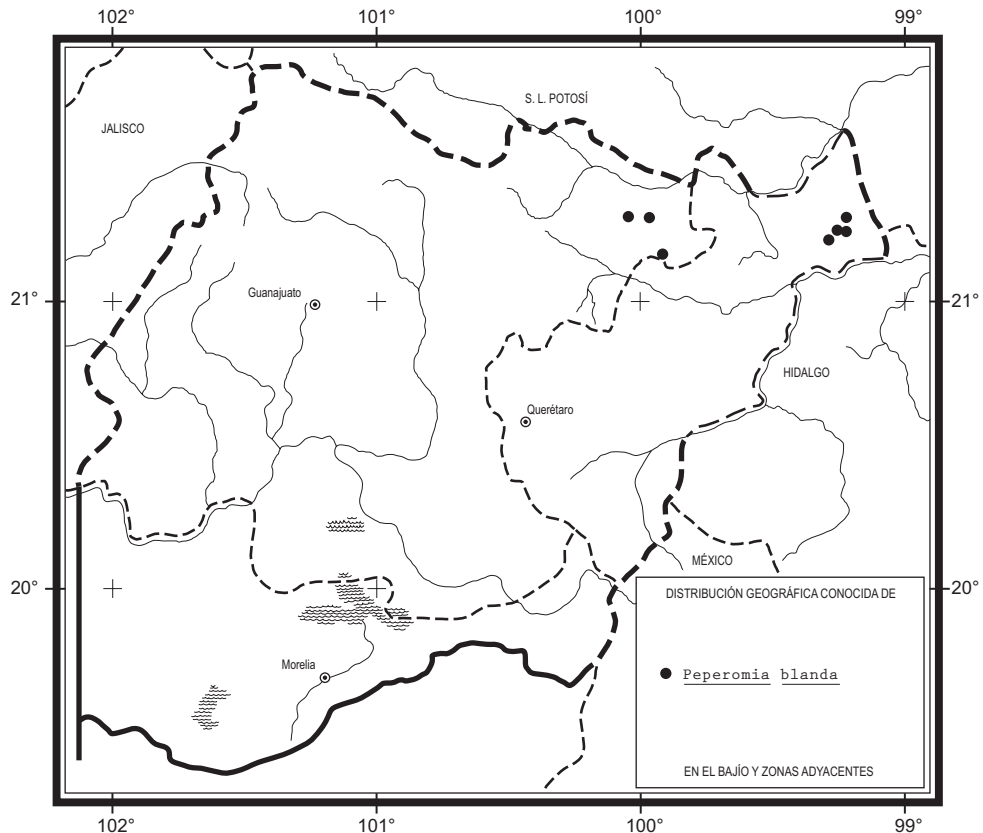 102° 101° 100° 99°
S. L. POTOSÍ
JALISCO
Guanajuato
21° 21°
HIDALGO
Querétaro
MÉXICO
20° 20°
DISTRIBUCIÓN GEOGRÁFICA CONOCIDA DE
Morelia
Peperomia blanda
EN EL BAJÍO Y ZONAS ADYACENTES
102° 101° 100° 99°